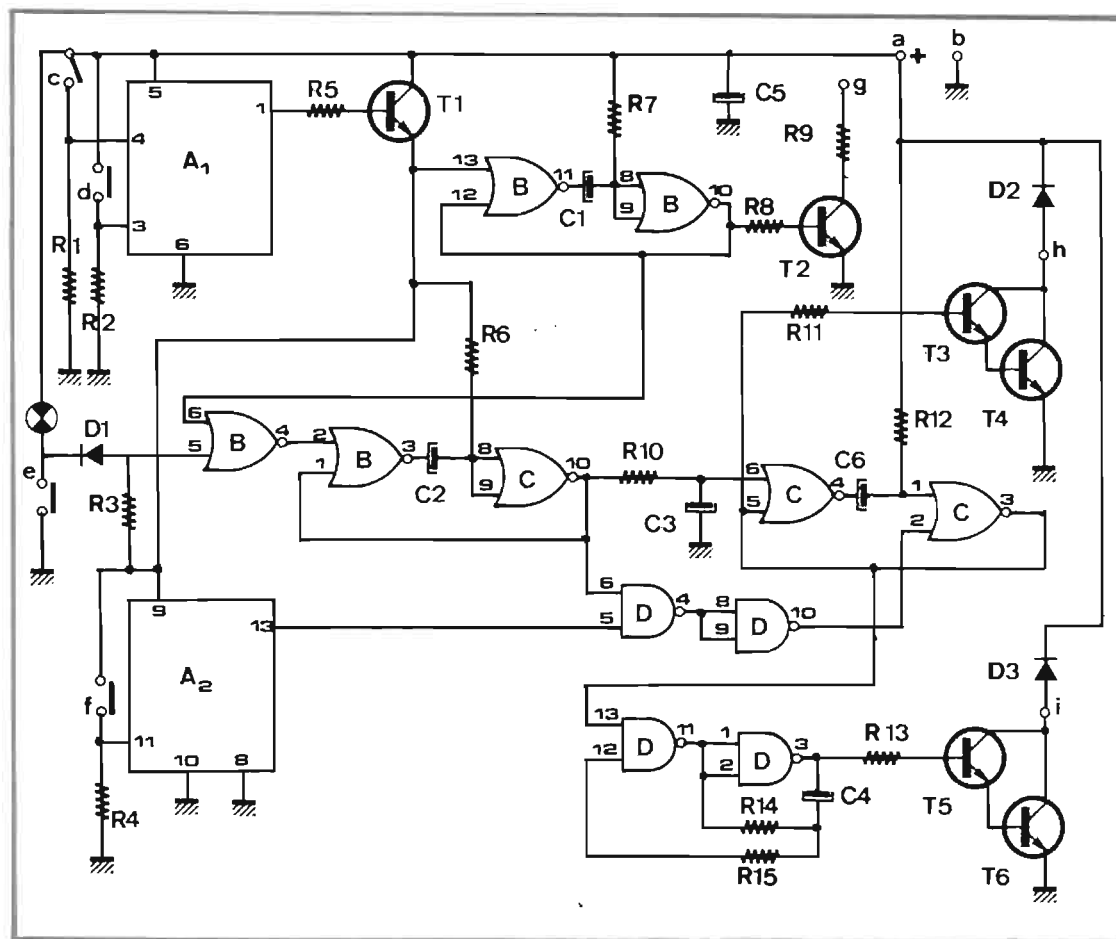 a + b
c 5 R5 T1 R7 C5 g
1 R9
4 A1 13 B 11 8 B 10 D2
d 12 C1 9 R8
3 T2 h
R1 6
R2 R11 T3
R6 T4
R12
6 B 4 2 B 3 8 C 10 R10 6 C 4 C6 1 C 3
D1 5 1 C2 9 C3 5 2
e R3
9 6 D 4 8 D 10
13 5 9
A2 D3
f 13 i
11 12 D 11 1 D 3 R13
10 8 2 C4 T5
R4 R14
R15 T6